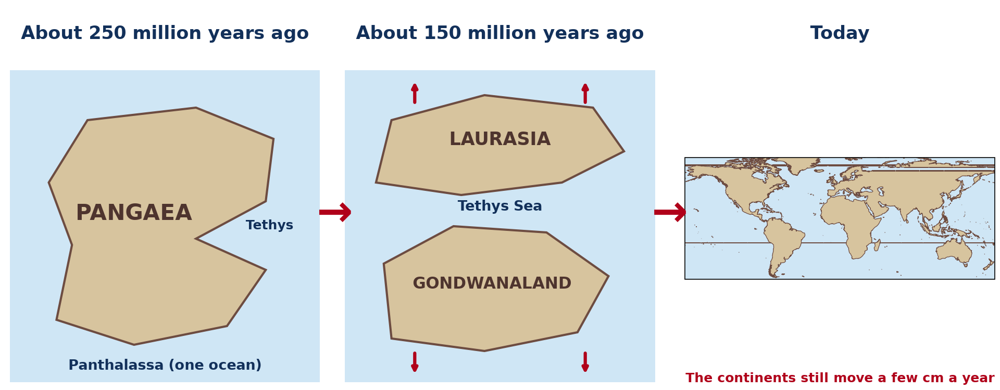 About 250 million years ago
About 150 million years ago
Today
PANGAEA
Tethys
Panthalassa (one ocean)
LAURASIA
Tethys Sea
GONDWANALAND
The continents still move a few cm a year